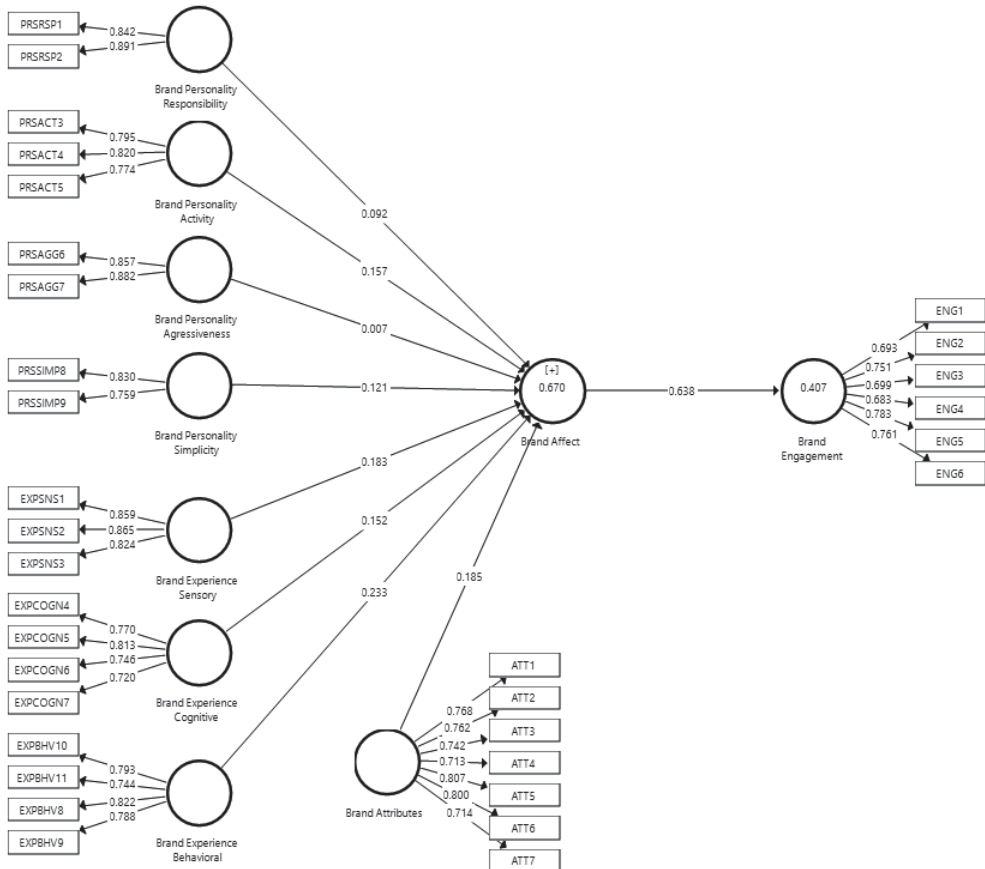 PRSRSP1
0.842
0.891
PRSRSP2
Brand Personality
Responsibility
PRSACT3
0.795
PRSACT4
0.820
0.774
PRSACT5
Brand Personality
Activity
PRSAGG6
0.857
0.882
PRSAGG7
Brand Personality
Agressiveness
PRSSIMP8
0.830
0.759
PRSSIMP9
Brand Personality
Simplicity
EXPSNS1
0.859
EXPSNS2
0.865
0.824
EXPSNS3
Brand Experience
Sensory
EXPCOGN4
0.770
EXPCOGN5
0.813
0.746
EXPCOGN6
0.720
EXPCOGN7
Brand Experience
Cognitive
EXPBHV10
0.793
EXPBHV11
0.744
0.822
EXPBHV8
0.788
EXPBHV9
Brand Experience
Behavioral
0.092
0.157
0.007
0.121
0.183
0.152
0.233
0.185
[+]
0.670
Brand Affect
0.638
0.407
Brand
Engagement
ENG1
0.693
ENG2
0.751
0.699
ENG3
0.683
ENG4
0.783
ENG5
0.761
ENG6
Brand Attributes
ATT1
0.768
ATT2
0.762
0.742
ATT3
0.713
ATT4
0.807
ATT5
0.800
0.714
ATT6
ATT7